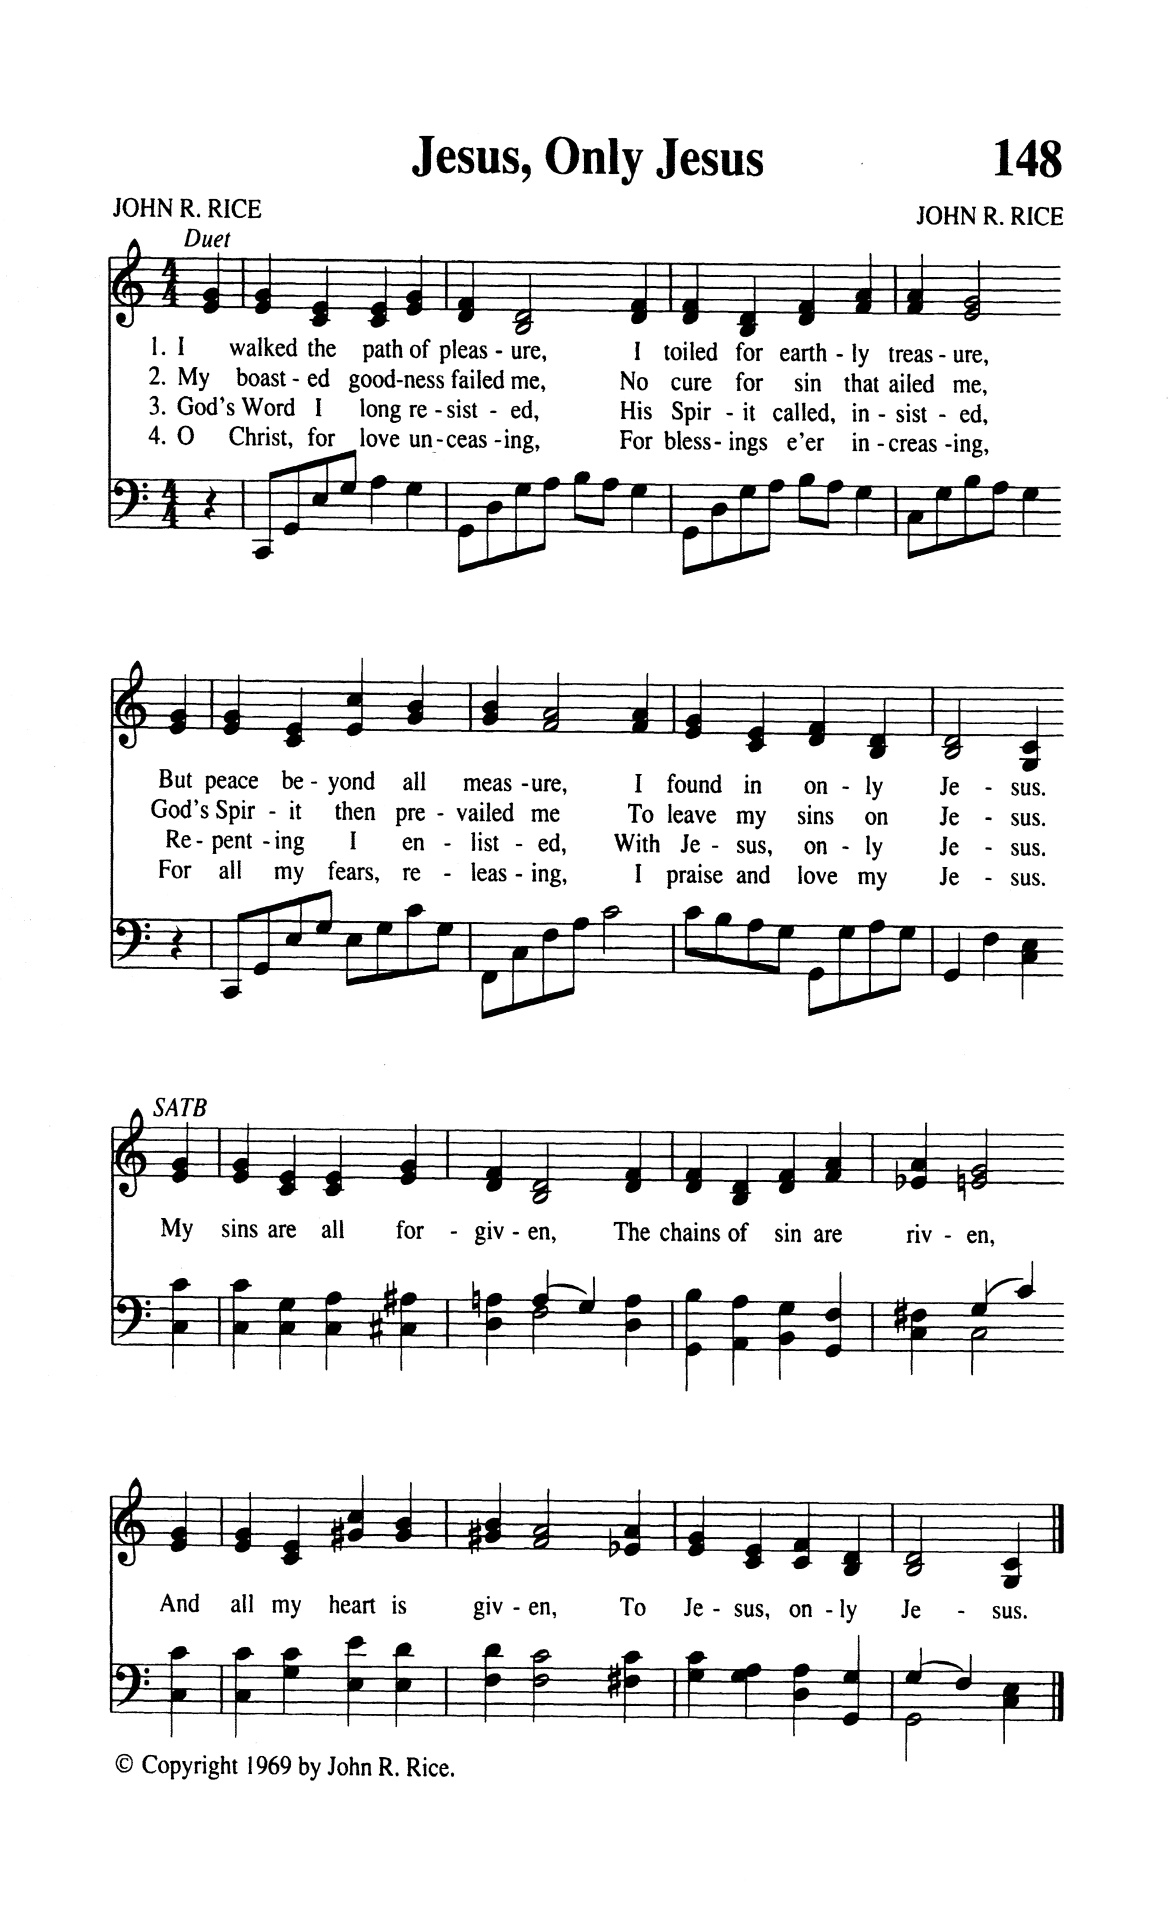 Jesus, Only Jesus 148
JOHN R. RICE JOHN R. RICE
Duet
1. I walked the path of pleas - ure, I toiled for earth - ly treas - ure,
2. My boast - ed good-ness failed me, No cure for sin that ailed me,
3. God's Word I long re - sist - ed, His Spir - it called, in - sist - ed,
4. O Christ, for love un - ceas - ing, For bless- ings e'er in - creas - ing,
But peace be - yond all meas - ure, I found in on - ly Je - sus.
God's Spir - it then pre - vailed me To leave my sins on Je - sus.
Re - pent - ing I en - list - ed, With Je - sus, on - ly Je - sus.
For all my fears, re - leas - ing, I praise and love my Je - sus.
SATB
My sins are all for - giv - en, The chains of sin are riv - en,
And all my heart is giv - en, To Je - sus, on - ly Je - sus.
© Copyright 1969 by John R. Rice.